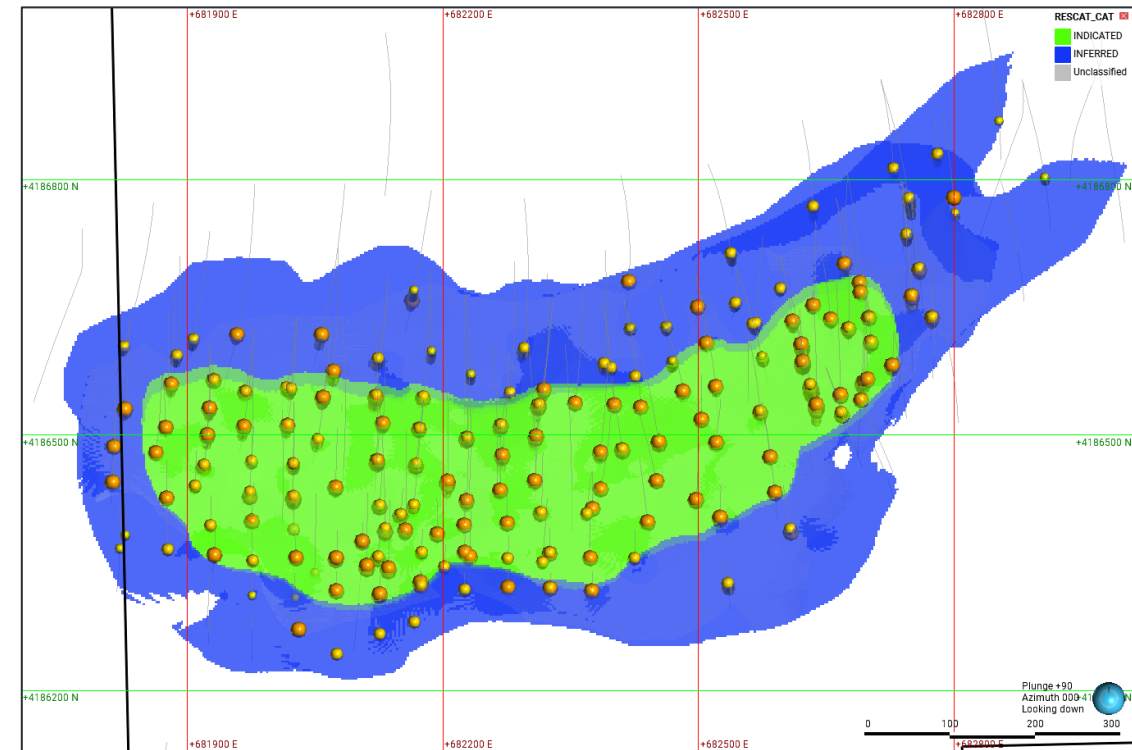 +681900 E
+682200 E
+682500 E
+682800 E
RESCAT_CAT
INDICATED
INFERRED
Unclassified
+4186800 N
+4186800 N
+4186500 N
+4186500 N
Plunge +90
Azimuth 000
Looking down
+4186200 N
0
100
200
300
+681900 E
+682200 E
+682500 E
+682800 E